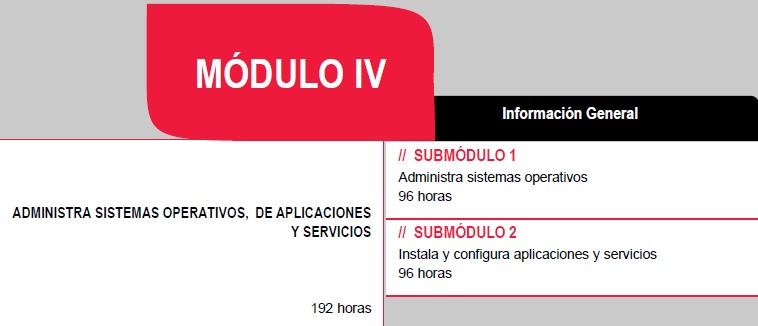 MÓDULO IV
Información General
ADMINISTRA SISTEMAS OPERATIVOS, DE APLICACIONES
Y SERVICIOS
192 horas
// SUBMÓDULO 1
Administra sistemas operativos
96 horas
// SUBMÓDULO 2
Instala y configura aplicaciones y servicios
96 horas